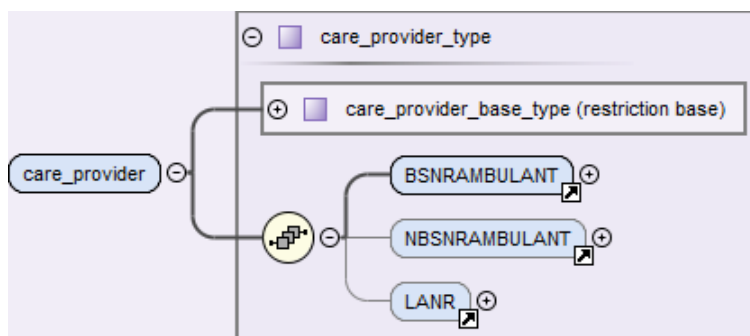 care_provider_type
care_provider_base_type (restriction base)
care_provider
BSNRAMBULANT
NBSNRAMBULANT
LANR